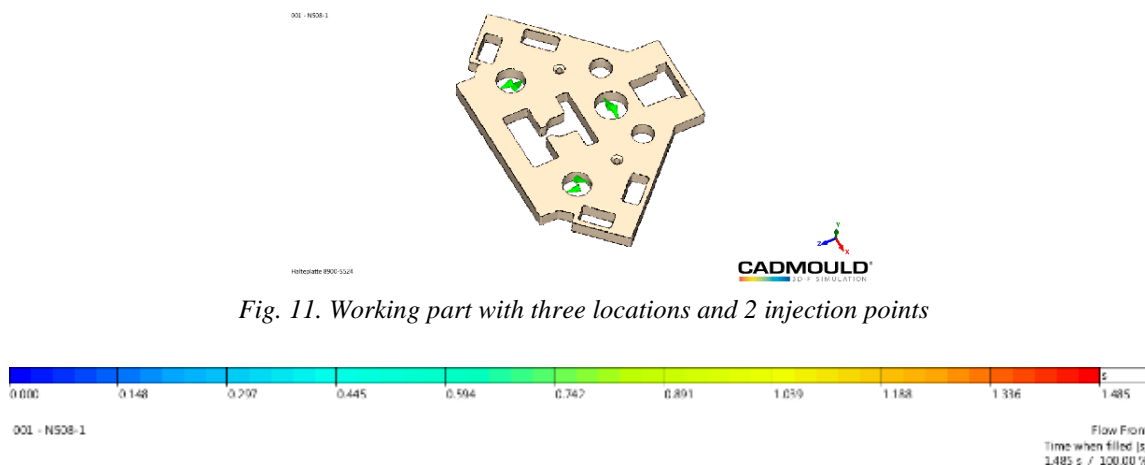 001 - N508-1
Y
Z
X
Halteplatte 8900-5524
CADMOULD®
3D-F SIMULATION
Fig. 11. Working part with three locations and 2 injection points
s
0.000 0.148 0.297 0.445 0.594 0.742 0.891 1.039 1.188 1.336 1.485
001 - N508-1
Flow Fron
Time when filled [s
1.485 s / 100.00 %